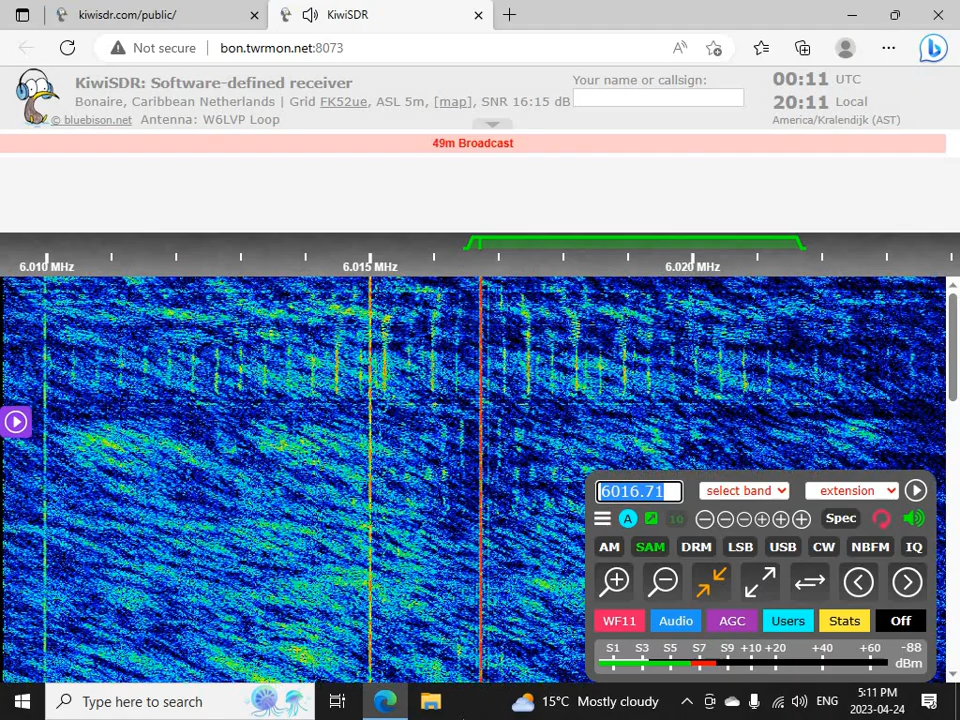 kiwisdr.com/public/
KiwiSDR
Not secure
bon.twrmon.net:8073
KiwiSDR: Software-defined receiver
Bonaire, Caribbean Netherlands | Grid FK52ue, ASL 5m, [map], SNR 16:15 dB
© bluebison.net Antenna: W6LVP Loop
Your name or callsign:
00:11 UTC
20:11 Local
America/Kralendijk (AST)
49m Broadcast
6.010 MHz 6.015 MHz 6.020 MHz
6016.71 select band extension
A 10 Spec
AM SAM DRM LSB USB CW NBFM IQ
WF11 Audio AGC Users Stats Off
S1 S3 S5 S7 S9 +10 +20 +40 +60 -88
dBm
Type here to search
15°C Mostly cloudy
ENG
5:11 PM
2023-04-24